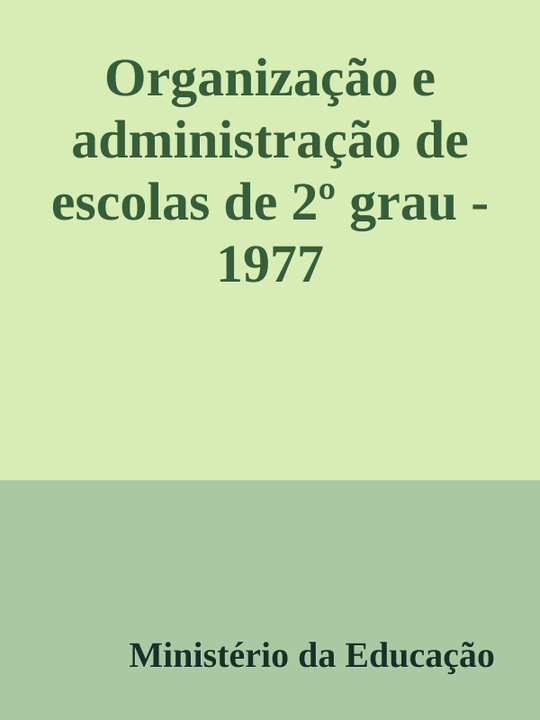 Organização e
administração de
escolas de 2º grau -
1977
Ministério da Educação